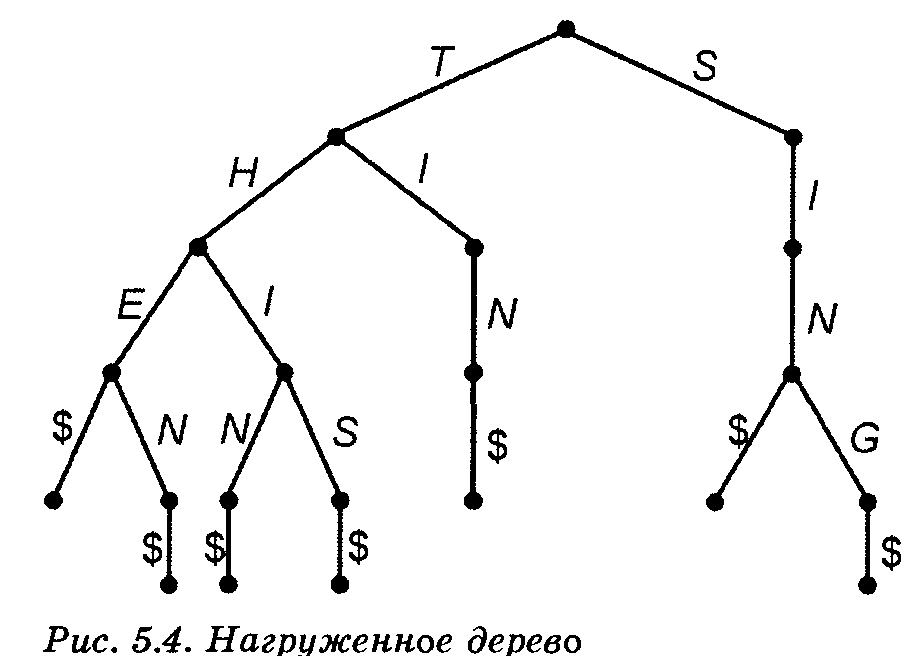 T S
H I I
E I N N
$ N N S $ $ G
$ $ $ $
Рис. 5.4. Нагруженное дерево